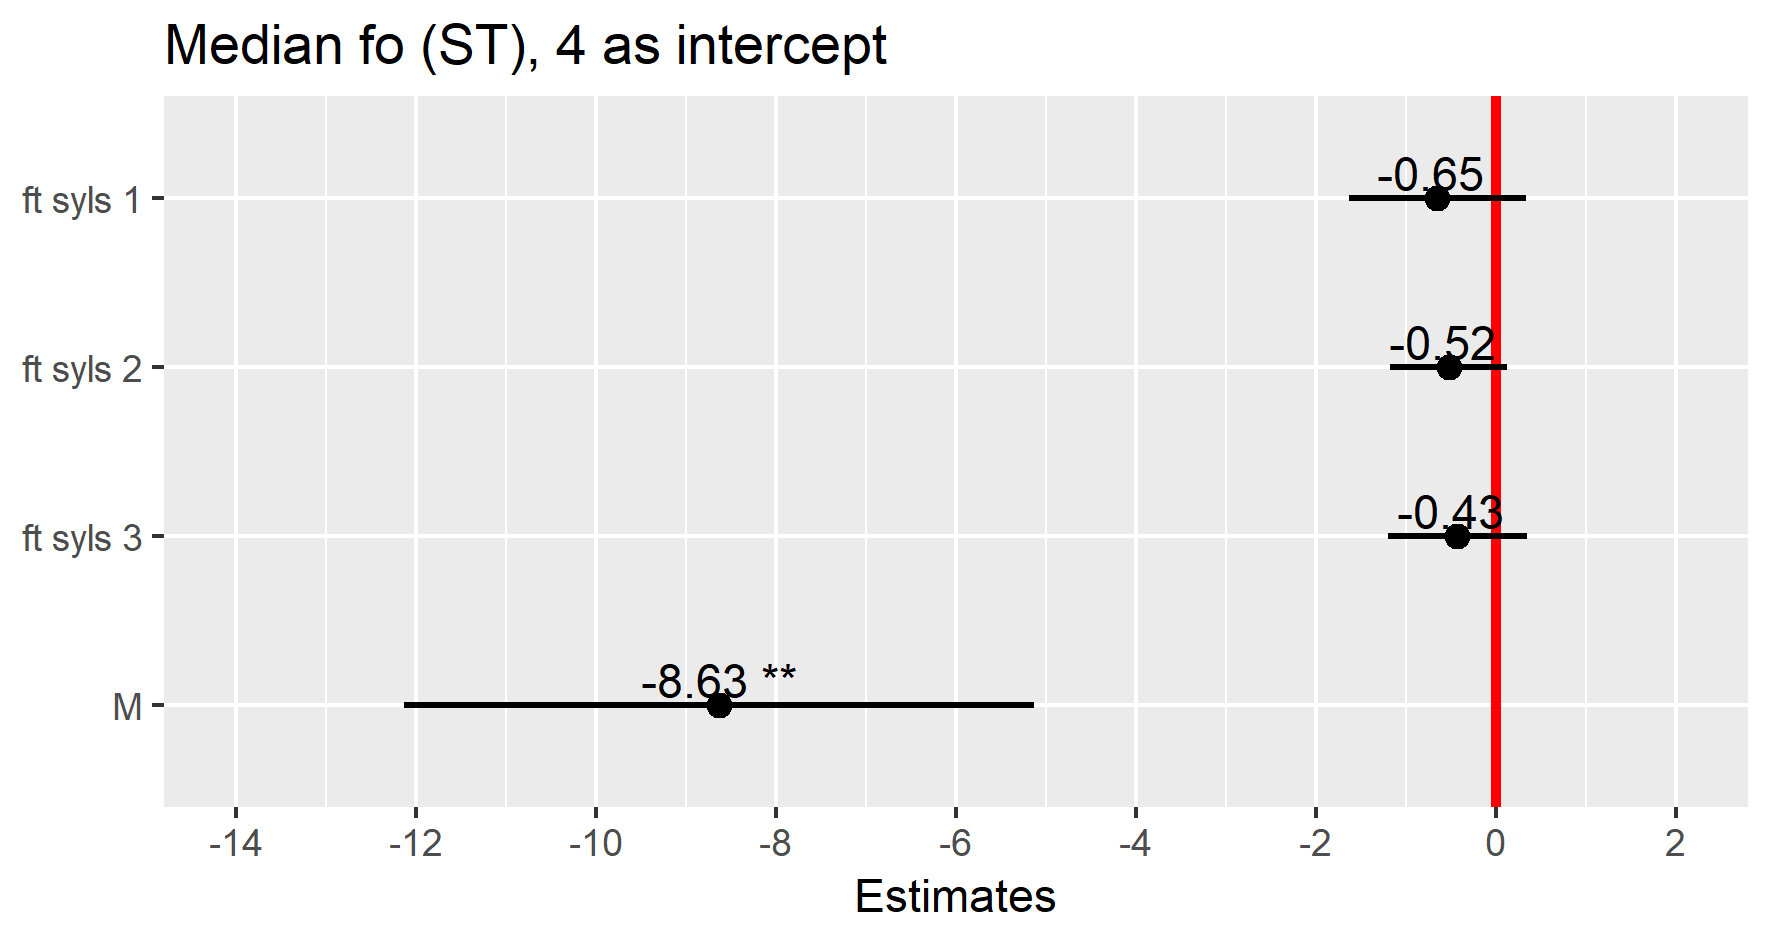 Median fo (ST), 4 as intercept
ft syls 1
-0.65
ft syls 2
-0.52
ft syls 3
-0.43
M
-8.63 **
-14 -12 -10 -8 -6 -4 -2 0 2
Estimates